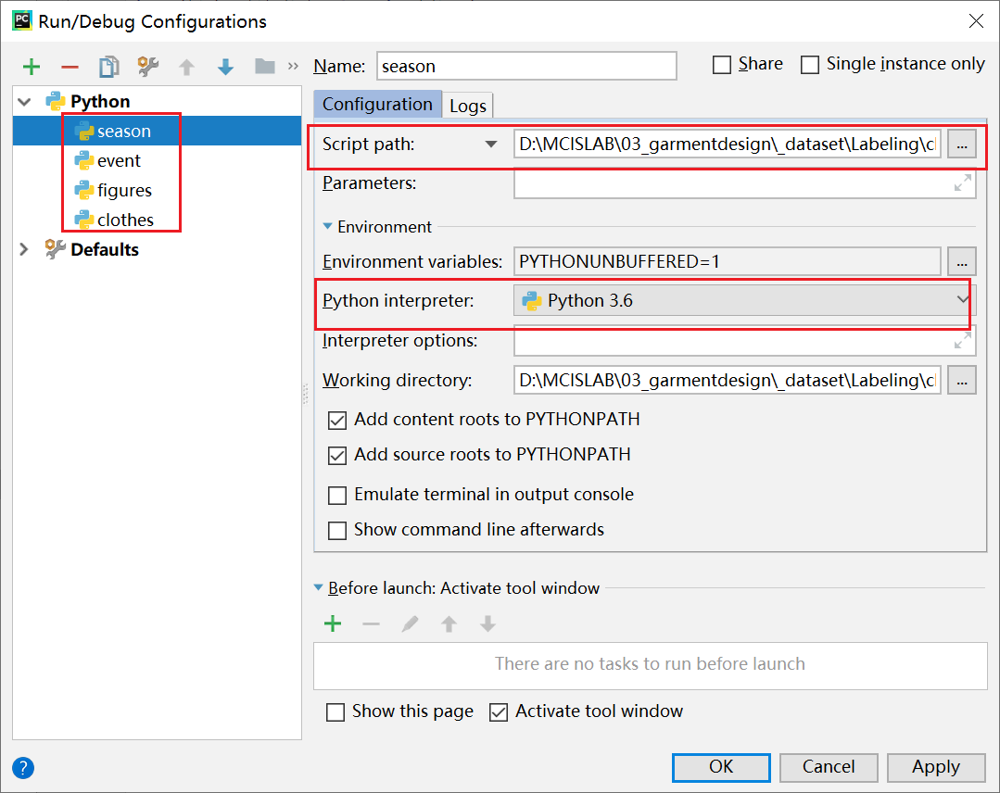 Run/Debug Configurations
Name: season Share Single instance only
Python
season
event
figures
clothes
Defaults
Configuration Logs
Script path: D:\MCISLAB\03_garmentdesign\_dataset\Labeling\cl ...
Parameters:
Environment
Environment variables: PYTHONUNBUFFERED=1 ...
Python interpreter: Python 3.6
Interpreter options:
Working directory: D:\MCISLAB\03_garmentdesign\_dataset\Labeling\cl ...
Add content roots to PYTHONPATH
Add source roots to PYTHONPATH
Emulate terminal in output console
Show command line afterwards
Before launch: Activate tool window
There are no tasks to run before launch
Show this page Activate tool window
? OK Cancel Apply